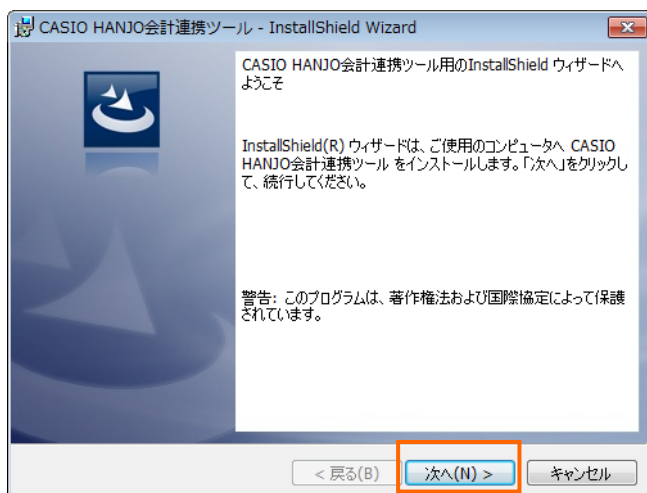 CASIO HANJO会計連携ツール - InstallShield Wizard
CASIO HANJO会計連携ツール用のInstallShield ウィザードへ
ようこそ
InstallShield(R) ウィザードは、ご使用のコンピュータへ CASIO
HANJO会計連携ツール をインストールします。「次へ」をクリックし
て、続行してください。
警告: このプログラムは、著作権法および国際協定によって保護
されています。
< 戻る(B)
次へ(N) >
キャンセル